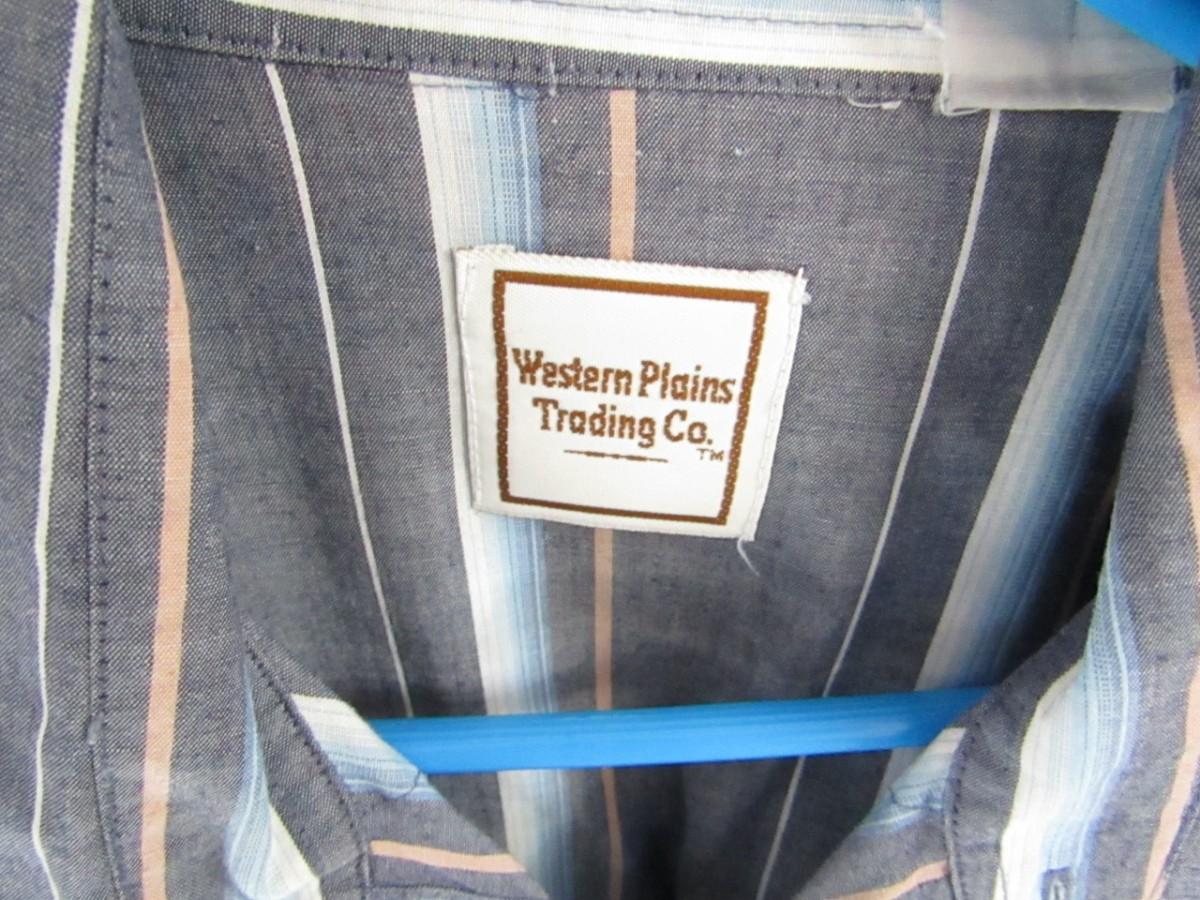 Western Plains
Trading Co.
TM